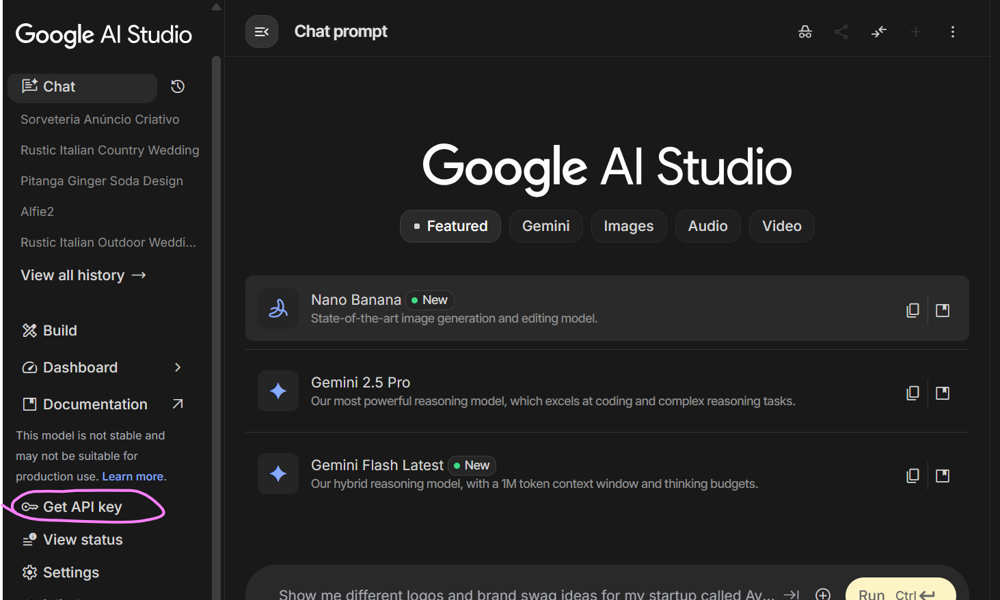 Google AI Studio
Chat
Sorveteria Anúncio Criativo
Rustic Italian Country Wedding
Pitanga Ginger Soda Design
Alfie2
Rustic Italian Outdoor Weddi...
View all history →
Build
Dashboard
Documentation
This model is not stable and
may not be suitable for
production use. Learn more.
Get API key
View status
Settings
Chat prompt
Google AI Studio
Featured
Gemini
Images
Audio
Video
Nano Banana New
State-of-the-art image generation and editing model.
Gemini 2.5 Pro
Our most powerful reasoning model, which excels at coding and complex reasoning tasks.
Gemini Flash Latest New
Our hybrid reasoning model, with a 1M token context window and thinking budgets.
Show me different logos and brand swag ideas for my startup called Av...
Run Ctrl